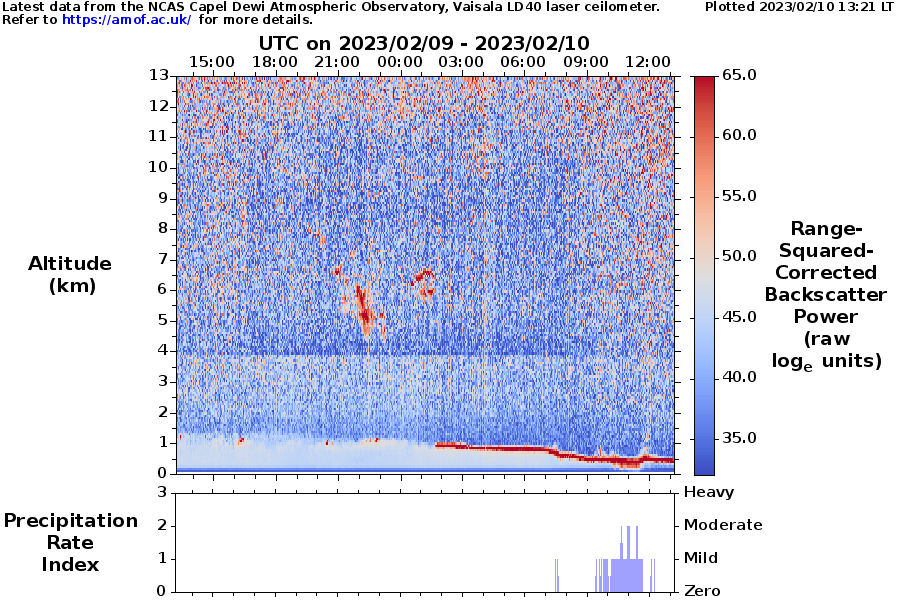 Latest data from the NCAS Capel Dewi Atmospheric Observatory, Vaisala LD40 laser ceilometer. Plotted 2023/02/10 13:21 LT
Refer to https://amof.ac.uk/ for more details.
UTC on 2023/02/09 - 2023/02/10
15:00 18:00 21:00 00:00 03:00 06:00 09:00 12:00
13
12
11
10
9
8
7
6
5
4
3
2
1
0
Altitude
(km)
65.0
60.0
55.0
50.0
45.0
40.0
35.0
Range-
Squared-
Corrected
Backscatter
Power
(raw
logₑ units)
3
2
1
0
Precipitation
Rate
Index
Heavy
Moderate
Mild
Zero